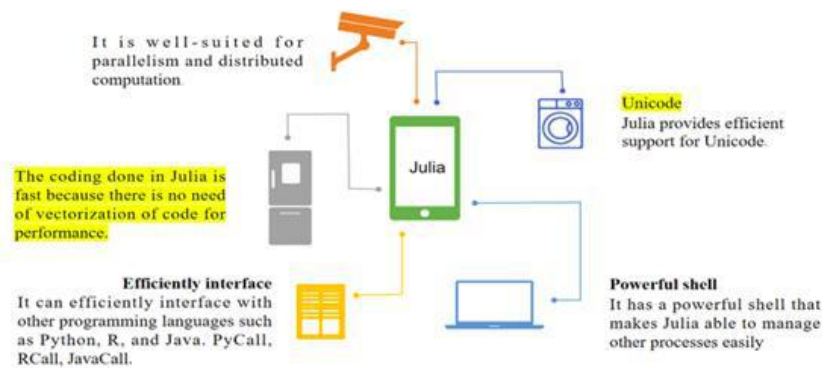 It is well-suited for
parallelism and distributed
computation.
Unicode
Julia provides efficient
support for Unicode.
Julia
The coding done in Julia is
fast because there is no need
of vectorization of code for
performance.
Efficiently interface
It can efficiently interface with
other programming languages such
as Python, R, and Java. PyCall,
RCall, JavaCall.
Powerful shell
It has a powerful shell that
makes Julia able to manage
other processes easily